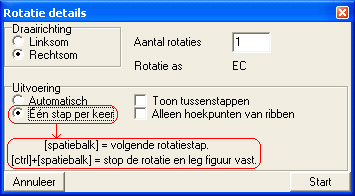 Rotatie details
Draairichting
Linksom
Rechtsom
Aantal rotaties
1
Rotatie as
EC
Uitvoering
Automatisch
Eén stap per keer
Toon tussenstappen
Alleen hoekpunten van ribben
[spatiebalk] = volgende rotatiestap.
[ctrl]+[spatiebalk] = stop de rotatie en leg figuur vast.
Annuleer
Start